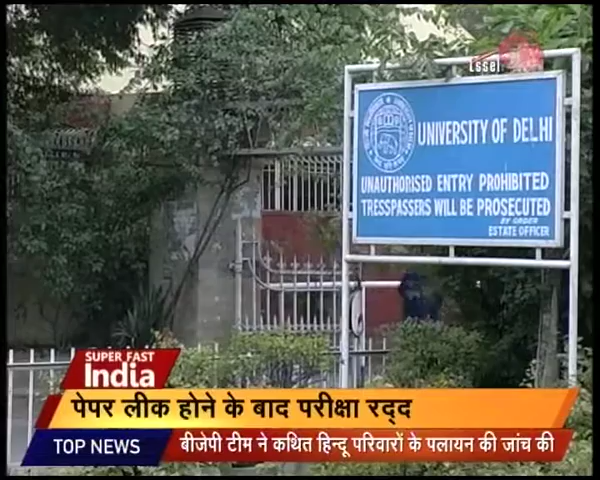 Essel
UNIVERSITY OF DELHI
UNAUTHORISED ENTRY PROHIBITED
TRESSPASSERS WILL BE PROSECUTED
BY ORDER
ESTATE OFFICER
SUPER FAST
India
पेपर लीक होने के बाद परीक्षा रद्द
TOP NEWS
बीजेपी टीम ने कथित हिन्दू परिवारों के पलायन की जांच की